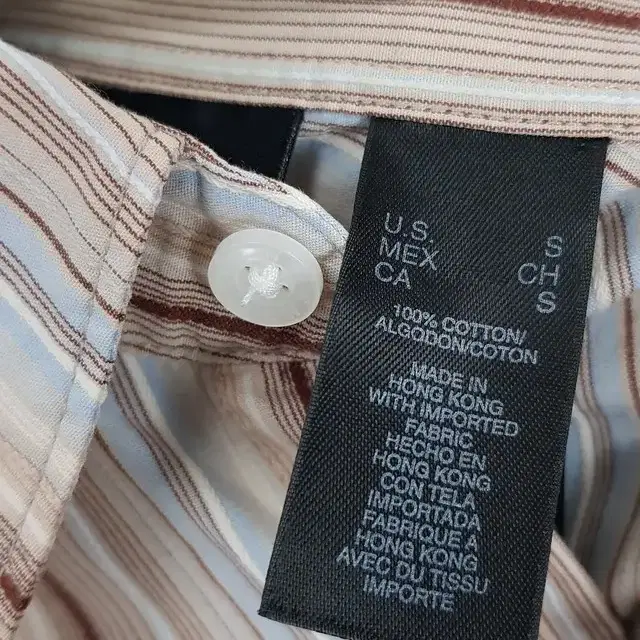 U.S. S
MEX CH
CA S
100% COTTON/
ALGODON/COTON
MADE IN
HONG KONG
WITH IMPORTED
FABRIC
HECHO EN
HONG KONG
CON TELA
IMPORTADA
FABRIQUE A
HONG KONG
AVEC DU TISSU
IMPORTE